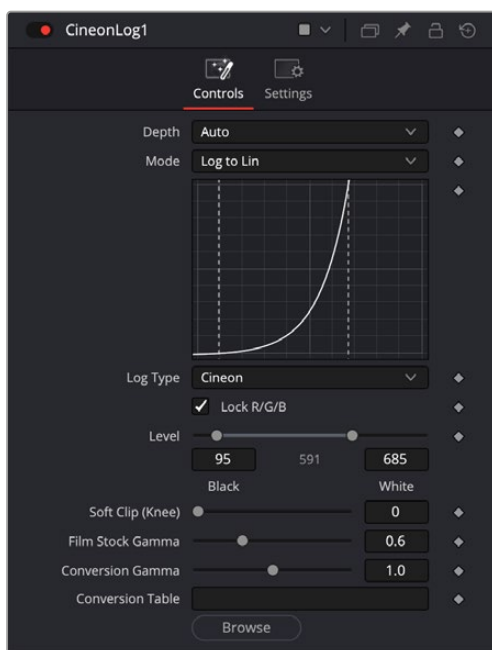 CineonLog1
Controls Settings
Depth Auto
Mode Log to Lin
Log Type Cineon
Lock R/G/B
Level
95 591 685
Black White
Soft Clip (Knee) 0
Film Stock Gamma 0.6
Conversion Gamma 1.0
Conversion Table
Browse